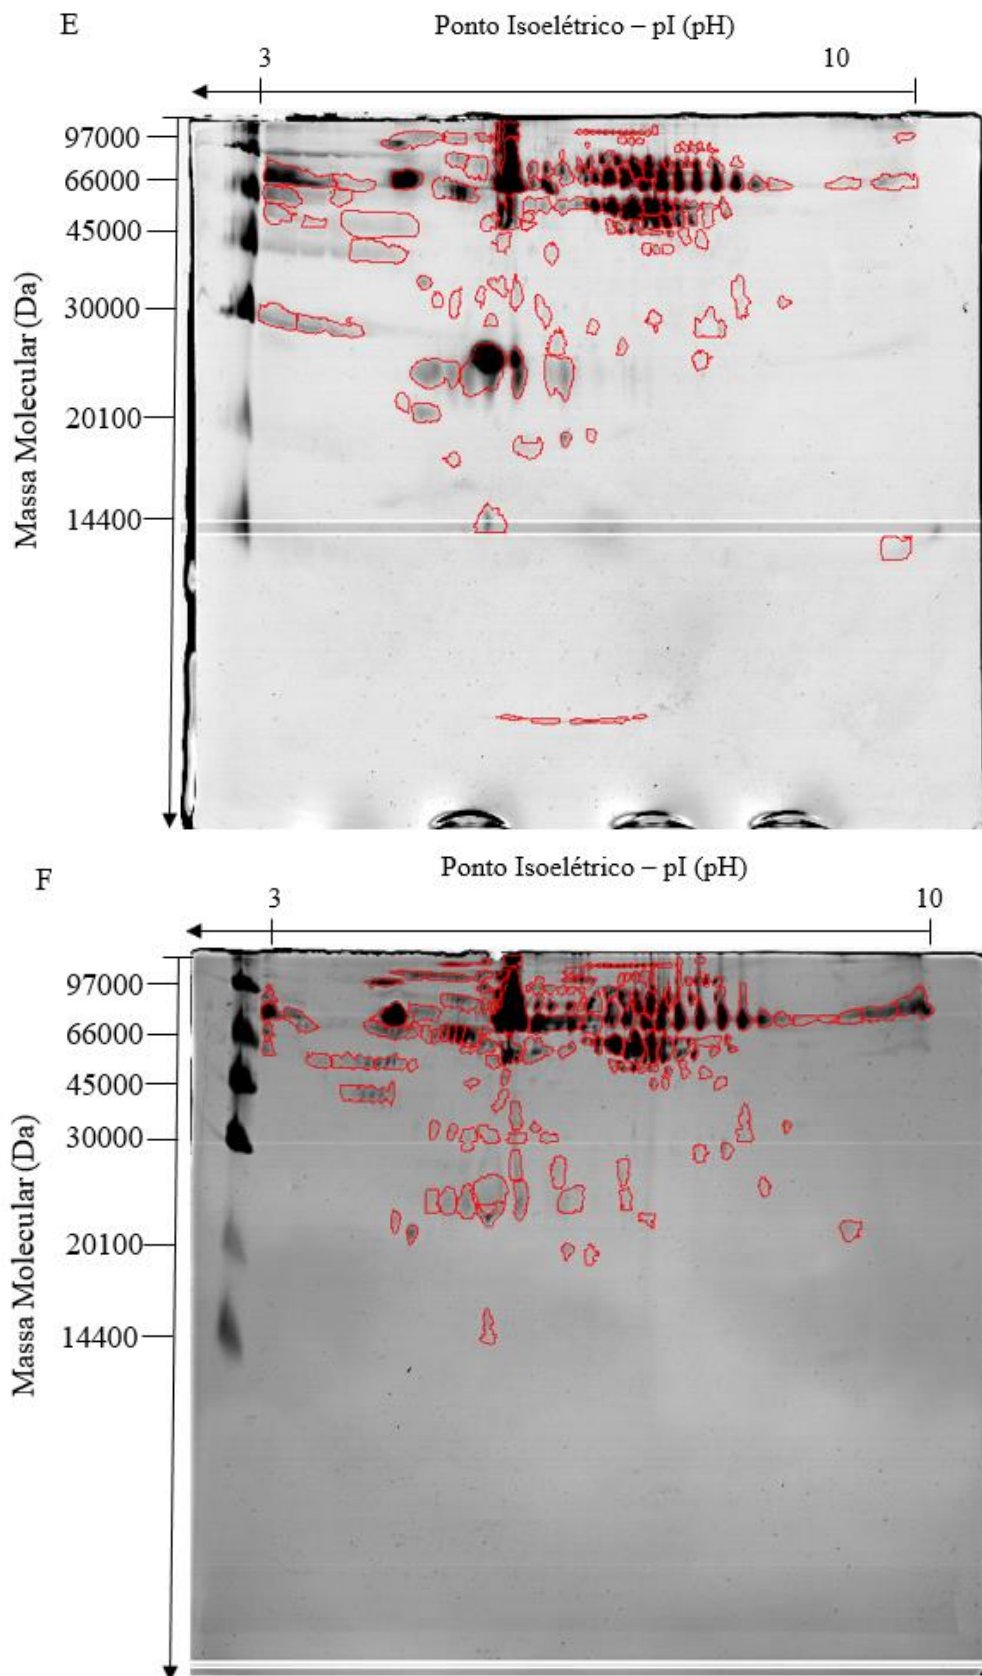 E
Ponto Isoelétrico – pI (pH)
3
10
97000
66000
45000
30000
20100
14400
Massa Molecular (Da)
F
Ponto Isoelétrico – pI (pH)
3
10
97000
66000
45000
30000
20100
14400
Massa Molecular (Da)